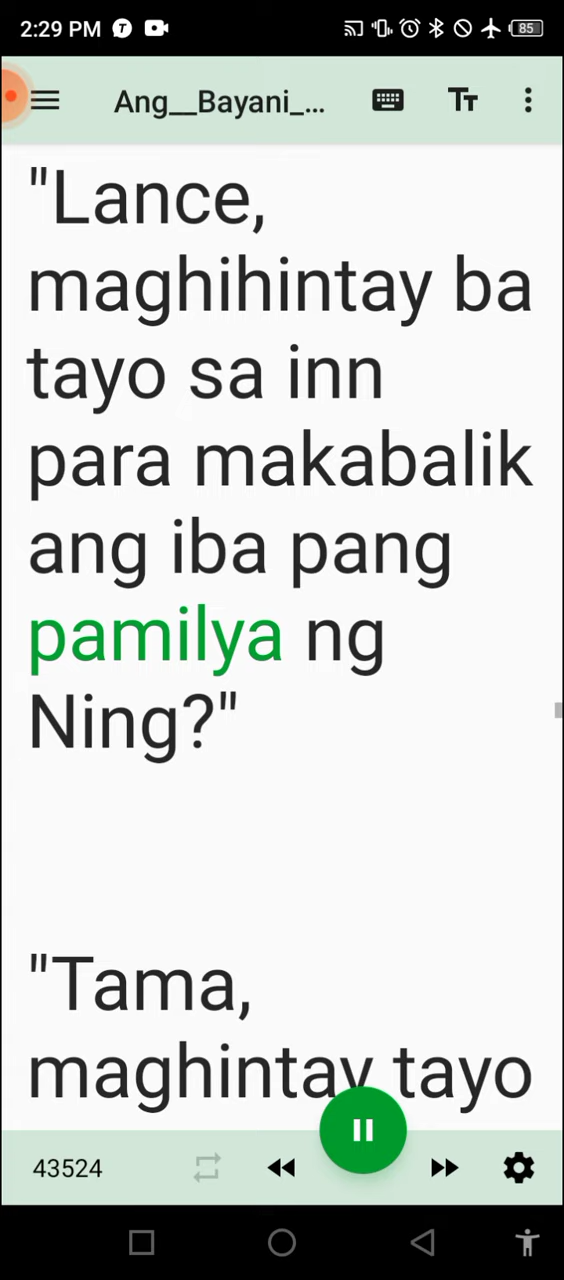 2:29 PM
85
Ang__Bayani_...
"Lance,
maghihintay ba
tayo sa inn
para makabalik
ang iba pang
pamilya ng
Ning?"
"Tama,
maghintay tayo
43524